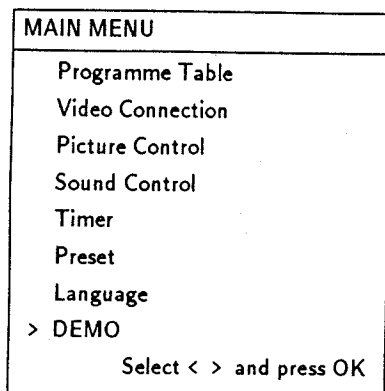 MAIN MENU
Programme Table
Video Connection
Picture Control
Sound Control
Timer
Preset
Language
> DEMO
Select < > and press OK